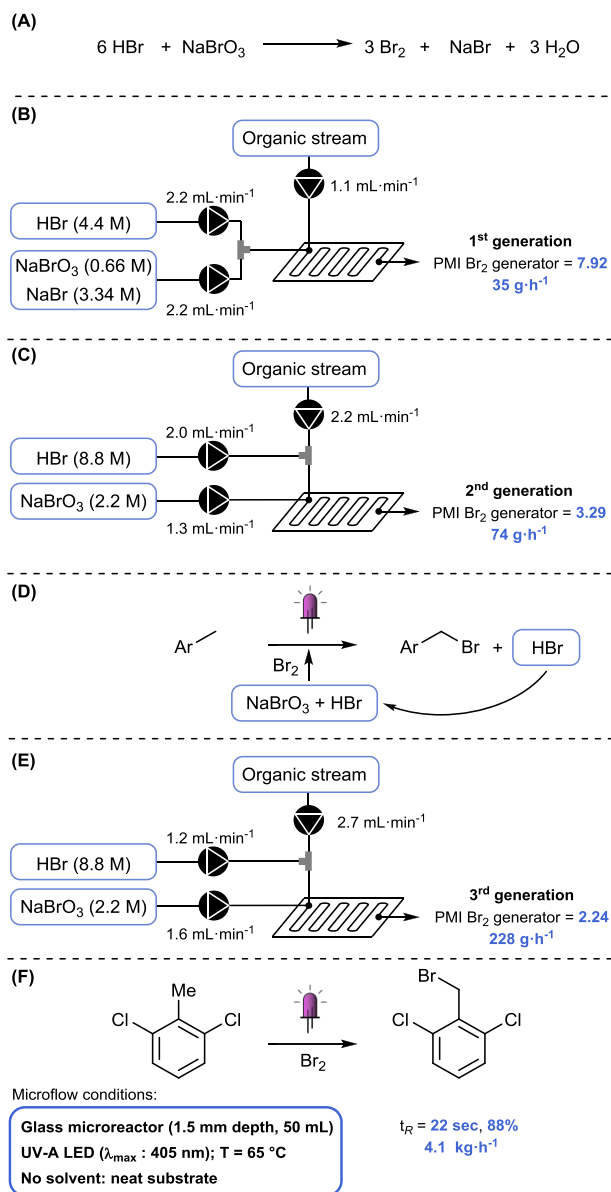 (A)
6 HBr + NaBrO₃ 3 Br₂ + NaBr + 3 H₂O
(B)
Organic stream
1.1 mL·min⁻¹
2.2 mL·min⁻¹
HBr (4.4 M)
NaBrO₃ (0.66 M)
NaBr (3.34 M)
2.2 mL·min⁻¹
1ˢᵗ generation
PMI Br₂ generator = 7.92
35 g·h⁻¹
(C)
Organic stream
2.2 mL·min⁻¹
2.0 mL·min⁻¹
HBr (8.8 M)
NaBrO₃ (2.2 M)
1.3 mL·min⁻¹
2ⁿᵈ generation
PMI Br₂ generator = 3.29
74 g·h⁻¹
(D)
Ar
Br₂
Ar Br + HBr
NaBrO₃ + HBr
(E)
Organic stream
2.7 mL·min⁻¹
1.2 mL·min⁻¹
HBr (8.8 M)
NaBrO₃ (2.2 M)
1.6 mL·min⁻¹
3ʳᵈ generation
PMI Br₂ generator = 2.24
228 g·h⁻¹
(F)
Me
Cl Cl
Br₂
Br
Cl Cl
Microflow conditions:
Glass microreactor (1.5 mm depth, 50 mL)
UV-A LED (λmax : 405 nm); T = 65 °C
No solvent: neat substrate
tR = 22 sec, 88%
4.1 kg·h⁻¹